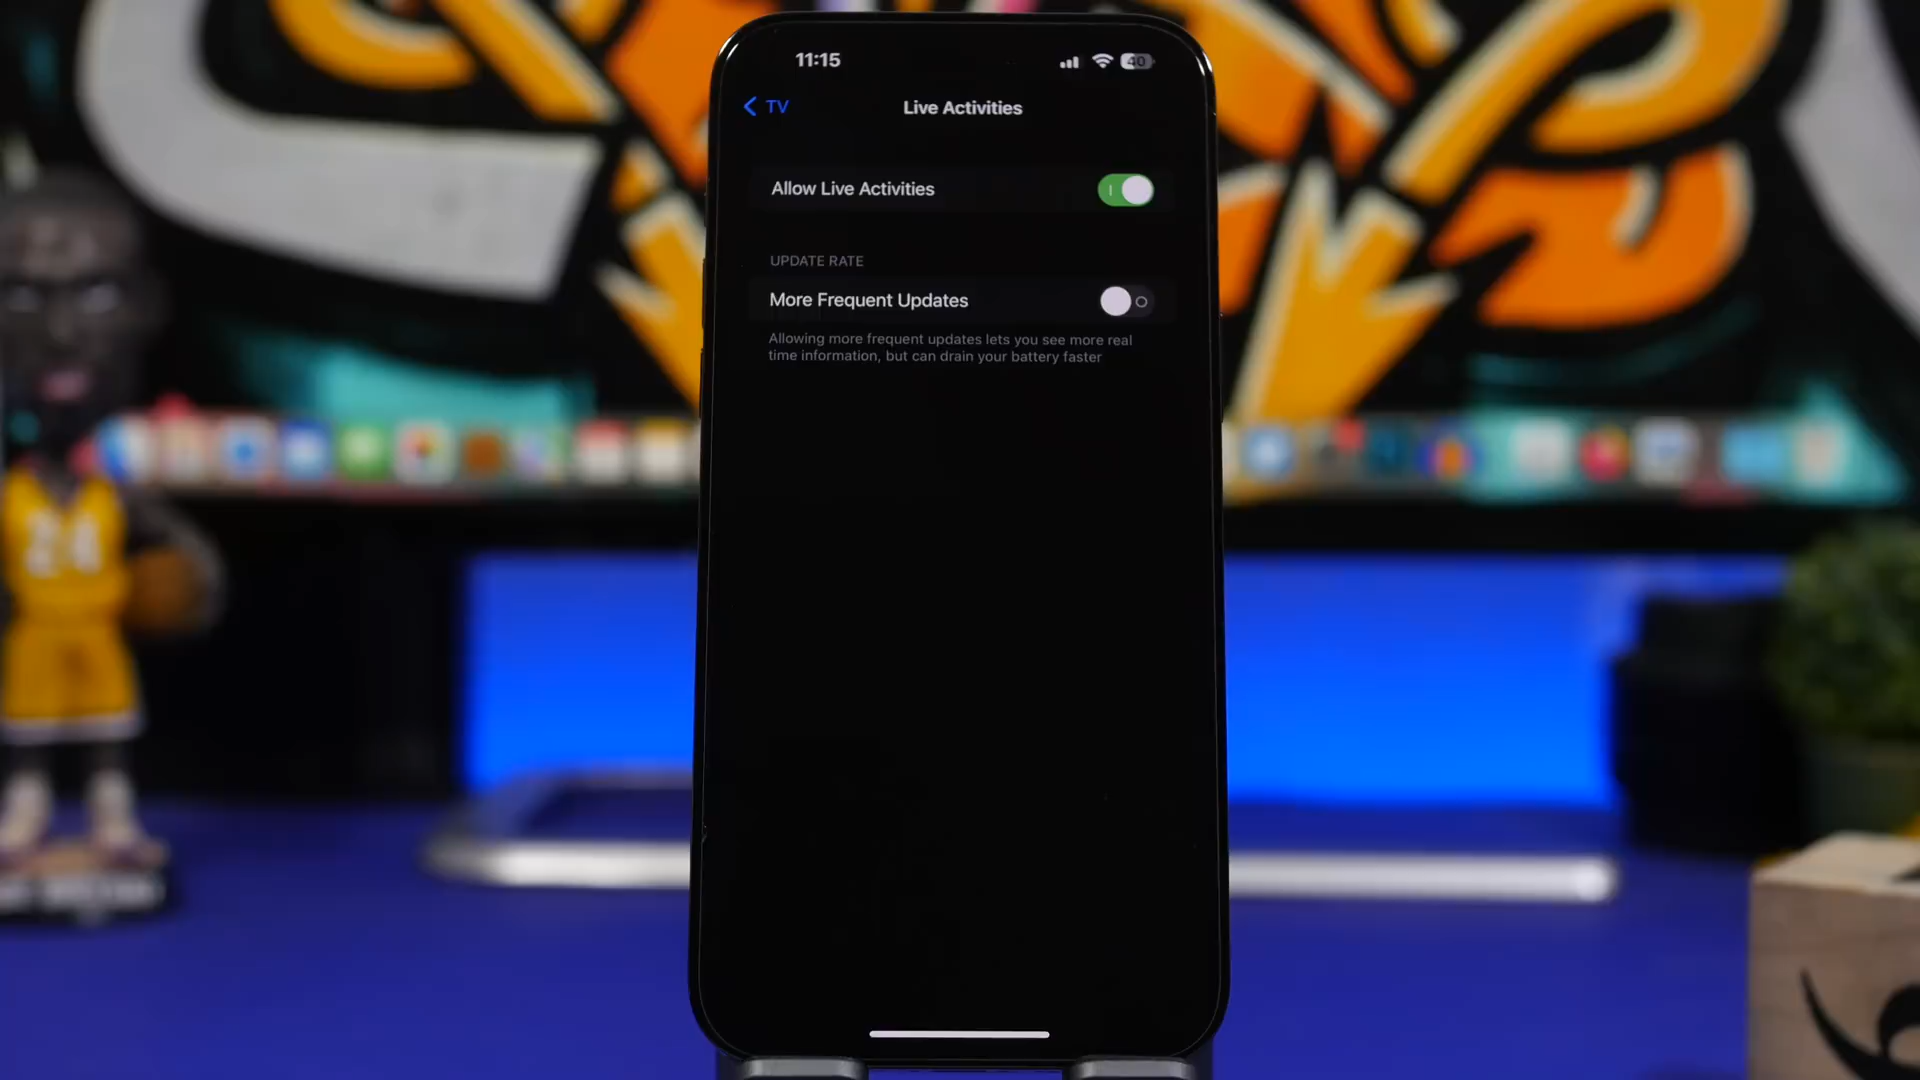 11:15
40
TV
Live Activities
Allow Live Activities
UPDATE RATE
More Frequent Updates
Allowing more frequent updates lets you see more real
time information, but can drain your battery faster
24